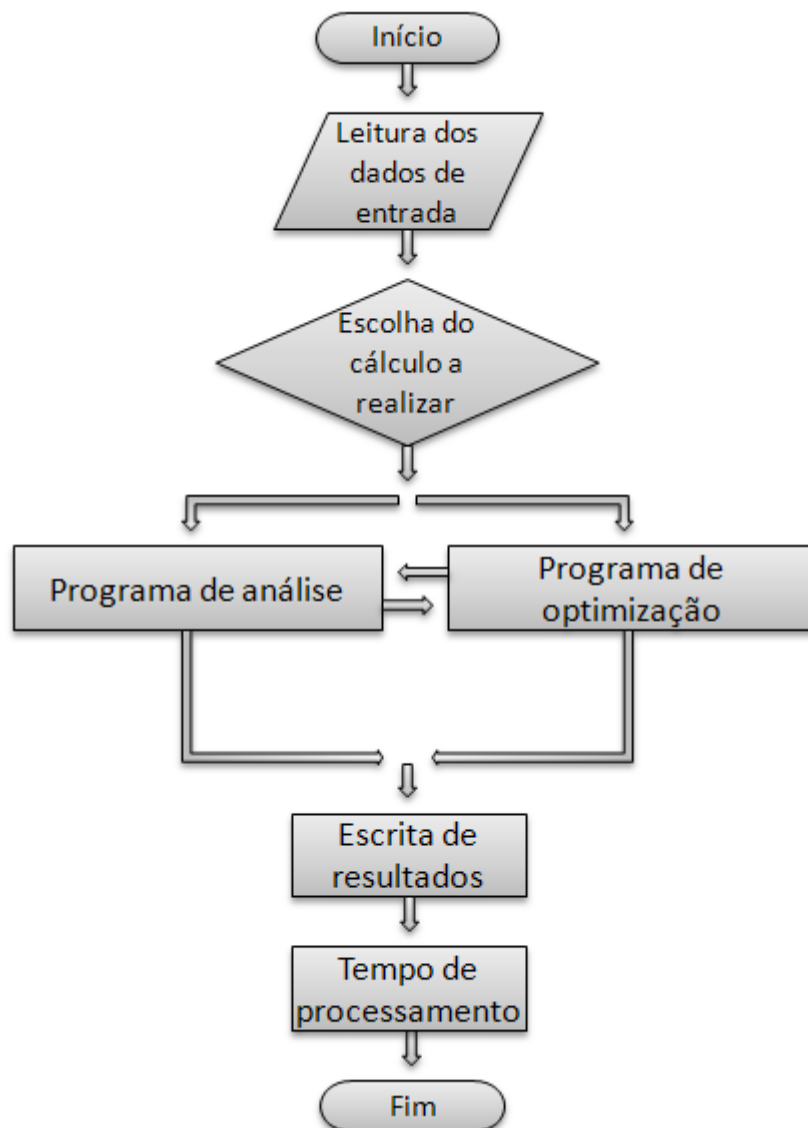 Início
Leitura dos
dados de
entrada
Escolha do
cálculo a
realizar
Programa de análise
Programa de
optimização
Escrita de
resultados
Tempo de
processamento
Fim